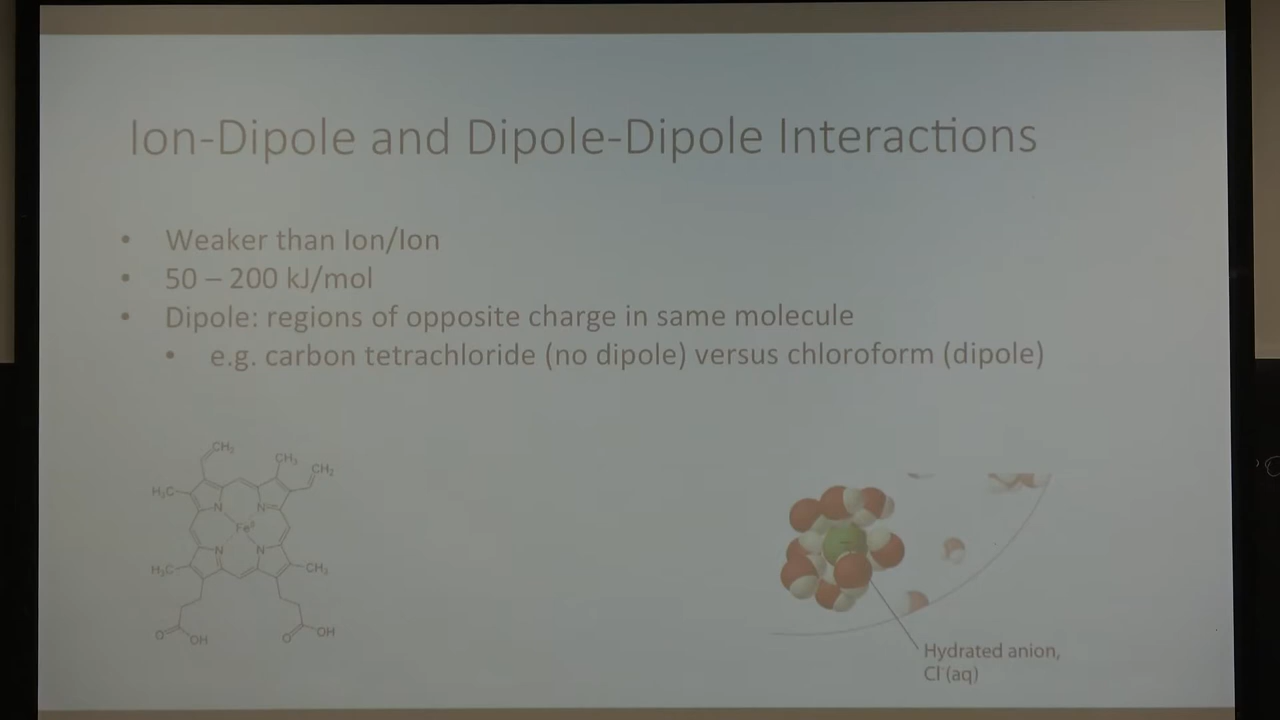 Ion-Dipole and Dipole-Dipole Interactions
• Weaker than Ion/Ion
• 50 – 200 kJ/mol
• Dipole: regions of opposite charge in same molecule
• e.g. carbon tetrachloride (no dipole) versus chloroform (dipole)
CH₂
CH₃
CH₂
H₃C
N
N
Fe
N
N
H₃C
CH₃
O
OH
O
OH
Hydrated anion,
Cl⁻(aq)